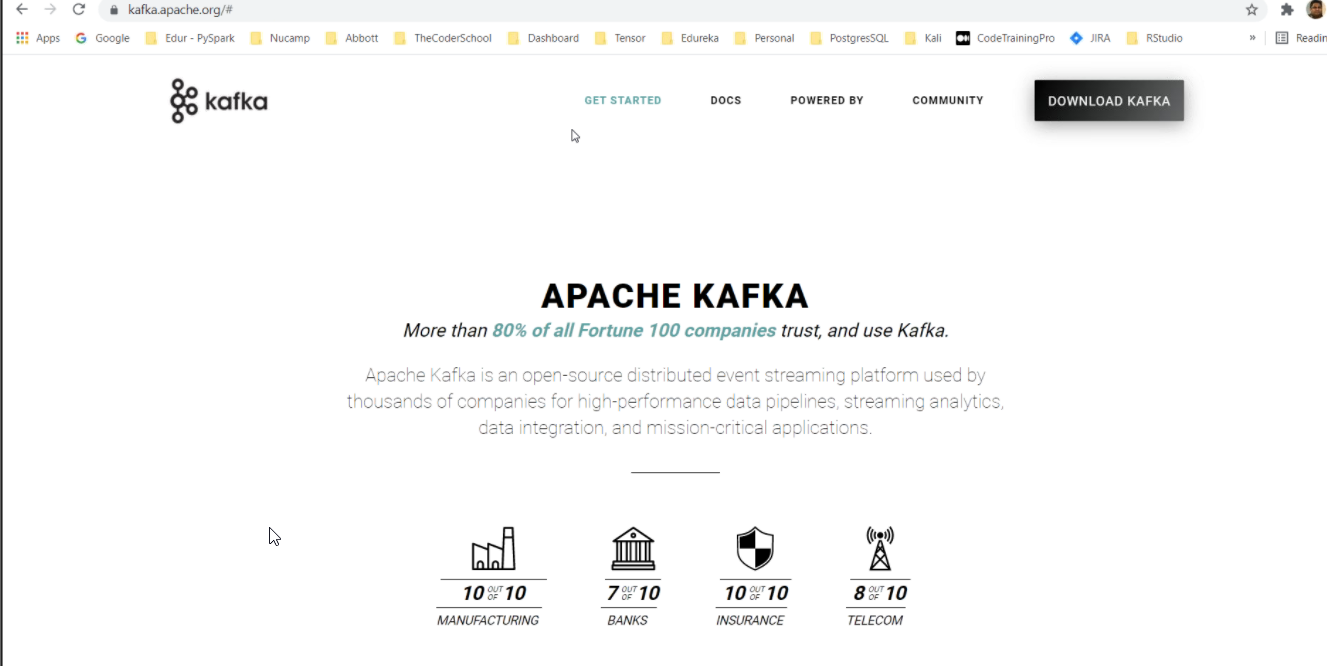 kafka.apache.org/#
Apps Google Edur - PySpark Nucamp Abbott TheCoderSchool Dashboard Tensor Edureka Personal PostgresSQL Kali CodeTrainingPro JIRA RStudio » Readin
kafka GET STARTED DOCS POWERED BY COMMUNITY DOWNLOAD KAFKA
APACHE KAFKA
More than 80% of all Fortune 100 companies trust, and use Kafka.
Apache Kafka is an open-source distributed event streaming platform used by
thousands of companies for high-performance data pipelines, streaming analytics,
data integration, and mission-critical applications.
10 OUT OF 10 7 OUT OF 10 10 OUT OF 10 8 OUT OF 10
MANUFACTURING BANKS INSURANCE TELECOM